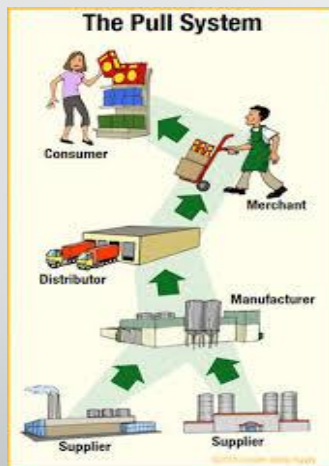 The Pull System
Consumer
Merchant
Distributor
Manufacturer
Supplier
Supplier